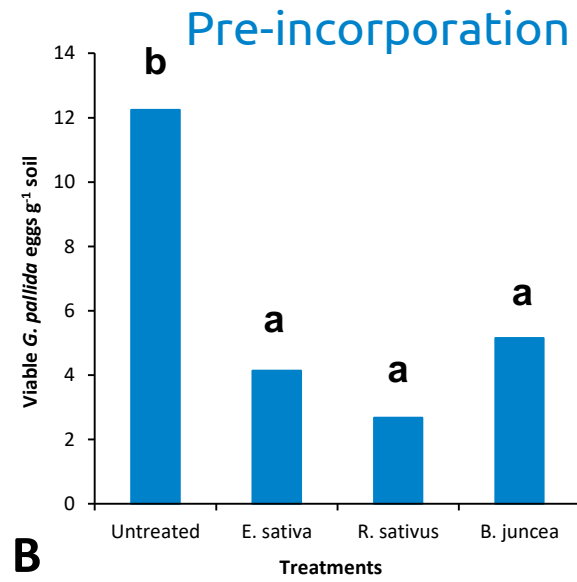 Pre-incorporation
14
12
10
8
6
4
2
0
Viable G. pallida eggs g⁻¹ soil
b
a
a
a
Untreated E. sativa R. sativus B. juncea
Treatments
B